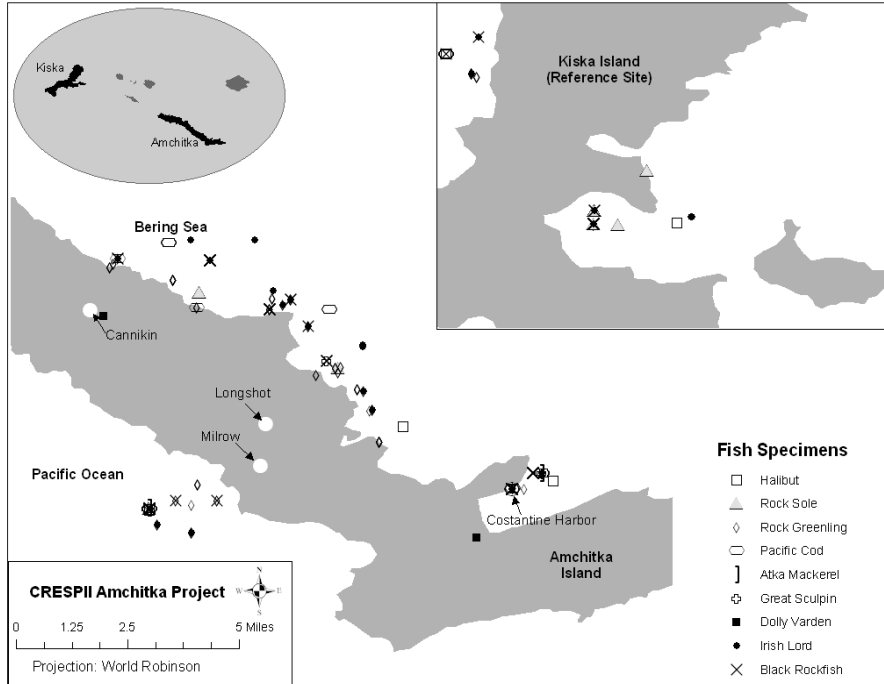 Kiska
Amchitka
Kiska Island
(Reference Site)
Bering Sea
Cannikin
Longshot
Milrow
Pacific Ocean
Costantine Harbor
Amchitka
Island
Fish Specimens
Halibut
Rock Sole
Rock Greenling
Pacific Cod
Atka Mackerel
Great Sculpin
Dolly Varden
Irish Lord
Black Rockfish
CRESPII Amchitka Project
N
W E
S
0 1.25 2.5 5 Miles
Projection: World Robinson